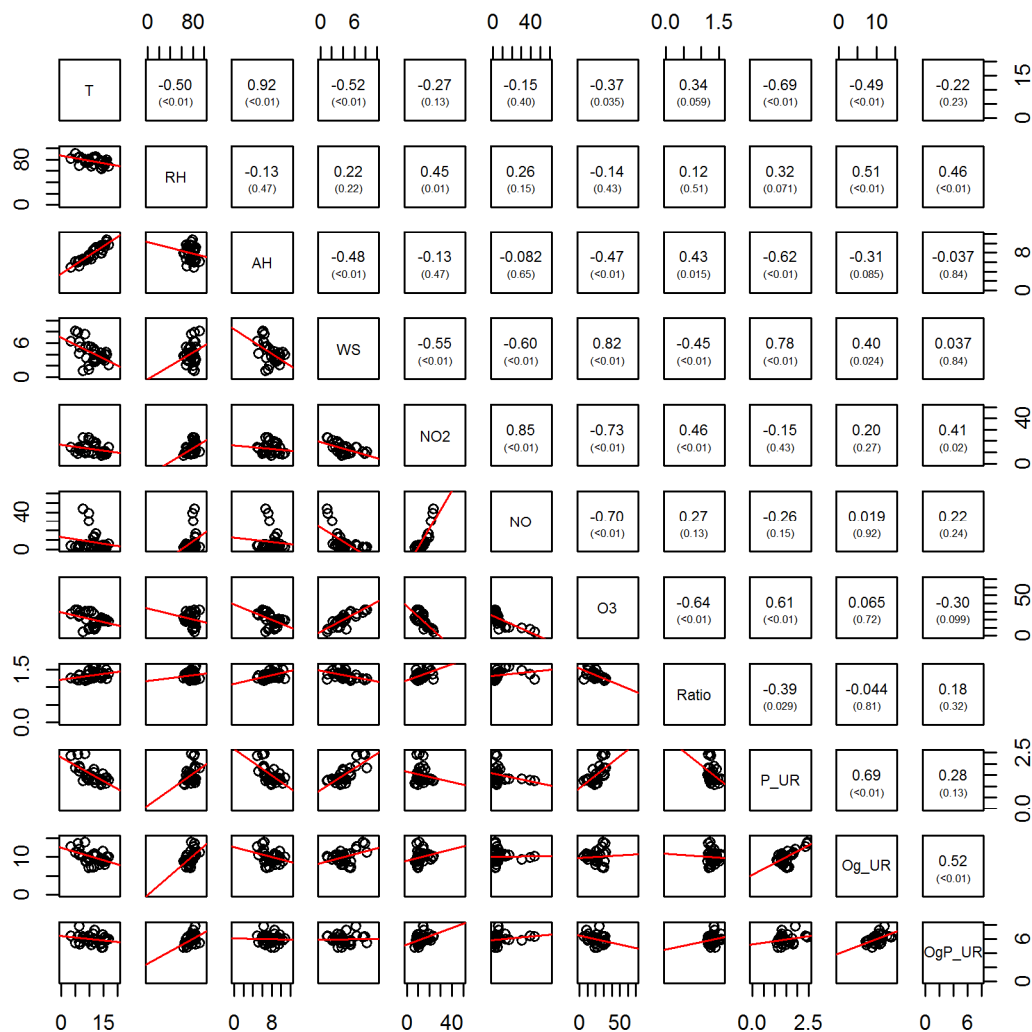 0 80 0 6 0 40 0.0 1.5 0 10
T -0.50 0.92 -0.52 -0.27 -0.15 -0.37 0.34 -0.69 -0.49 -0.22 0 15
(<0.01) (<0.01) (<0.01) (0.13) (0.40) (0.035) (0.059) (<0.01) (<0.01) (0.23)
0 80 RH -0.13 0.22 0.45 0.26 -0.14 0.12 0.32 0.51 0.46
(0.47) (0.22) (0.01) (0.15) (0.43) (0.51) (0.071) (<0.01) (<0.01)
AH -0.48 -0.13 -0.082 -0.47 0.43 -0.62 -0.31 -0.037 0 8
(<0.01) (0.47) (0.65) (<0.01) (0.015) (<0.01) (0.085) (0.84)
0 6 WS -0.55 -0.60 0.82 -0.45 0.78 0.40 0.037
(<0.01) (<0.01) (<0.01) (<0.01) (<0.01) (0.024) (0.84)
NO2 0.85 -0.73 0.46 -0.15 0.20 0.41 0 40
(<0.01) (<0.01) (<0.01) (0.43) (0.27) (0.02)
0 40 NO -0.70 0.27 -0.26 0.019 0.22
(<0.01) (0.13) (0.15) (0.92) (0.24)
O3 -0.64 0.61 0.065 -0.30 0 50
(<0.01) (<0.01) (0.72) (0.099)
0.0 1.5 Ratio -0.39 -0.044 0.18
(0.029) (0.81) (0.32)
P_UR 0.69 0.28 0.0 2.5
(<0.01) (0.13)
0 10 Og_UR 0.52
(<0.01)
OgP_UR 0 6
0 15 0 8 0 40 0 50 0.0 2.5 0 2 4 6 8